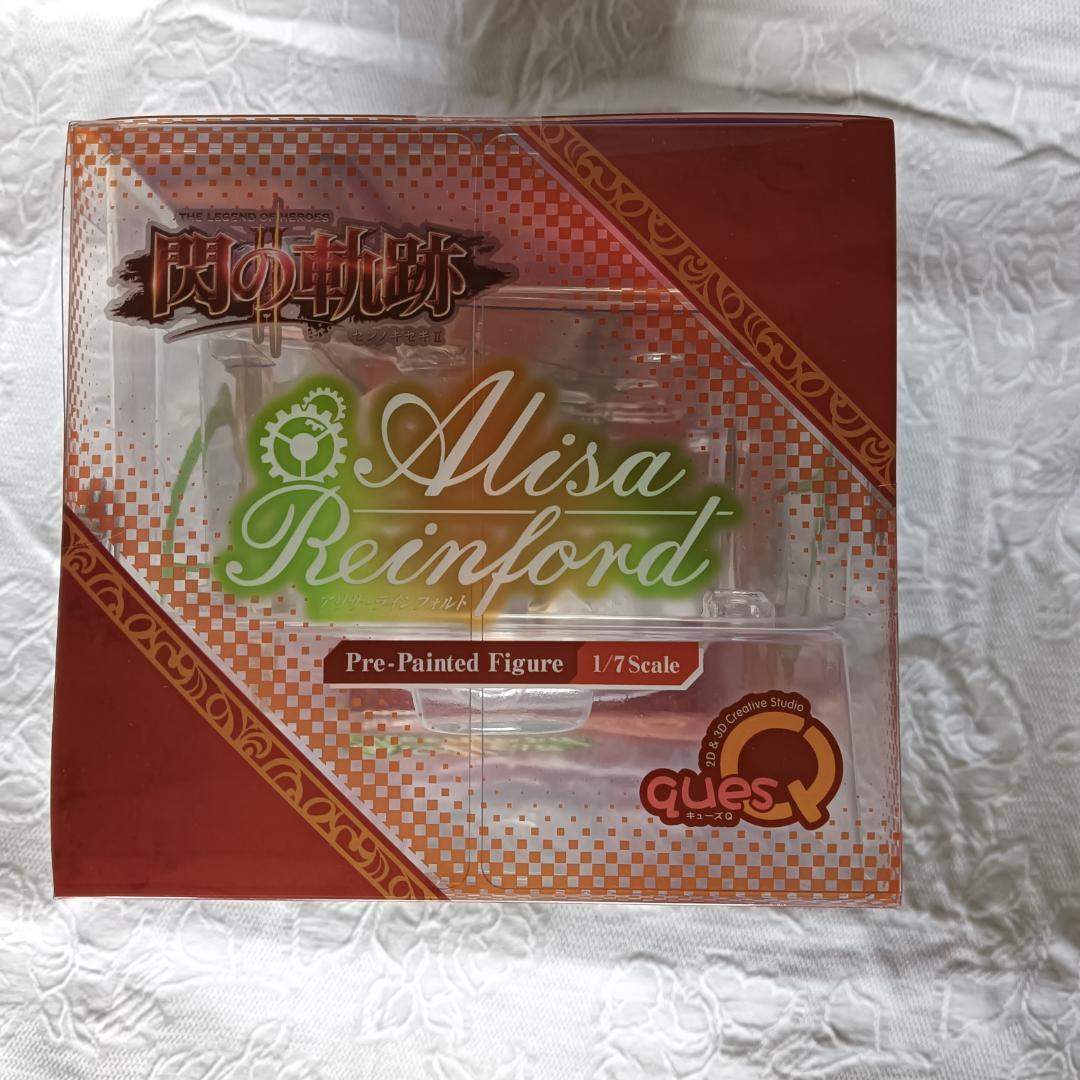 THE LEGEND OF HEROES
閃の軌跡
II
センノキセキII
Alisa
Reinford
アリサ・ラインフォルト
Pre-Painted Figure 1/7 Scale
2D & 3D Creative Studio
quesQ
キューズQ